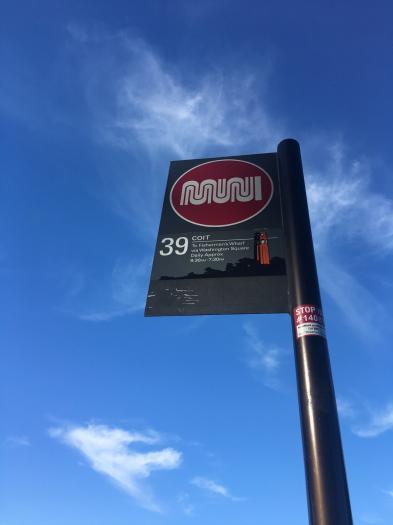 MUNI
39 COIT
To Fisherman's Wharf
via Washington Square
Daily Approx
STOP